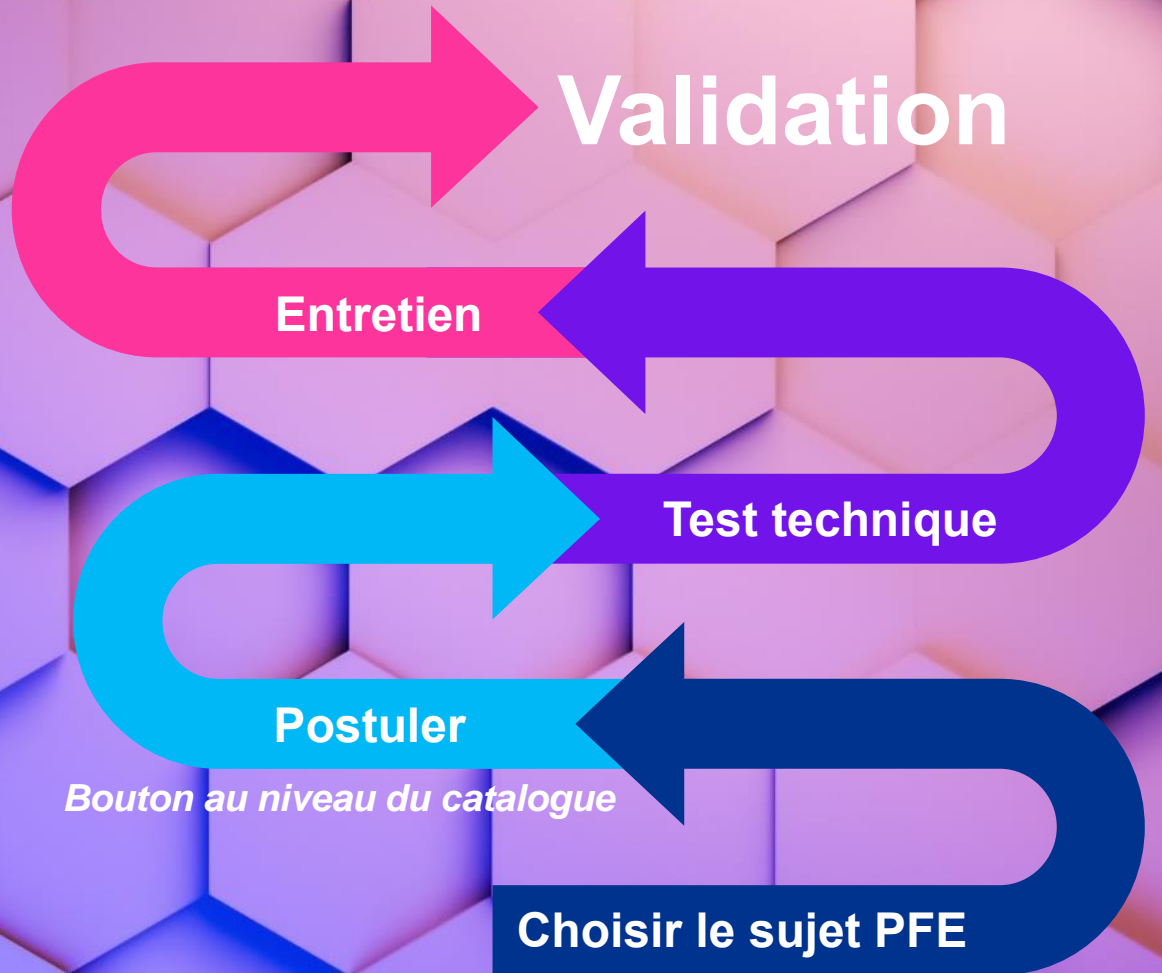 Validation
Entretien
Test technique
Postuler
Bouton au niveau du catalogue
Choisir le sujet PFE